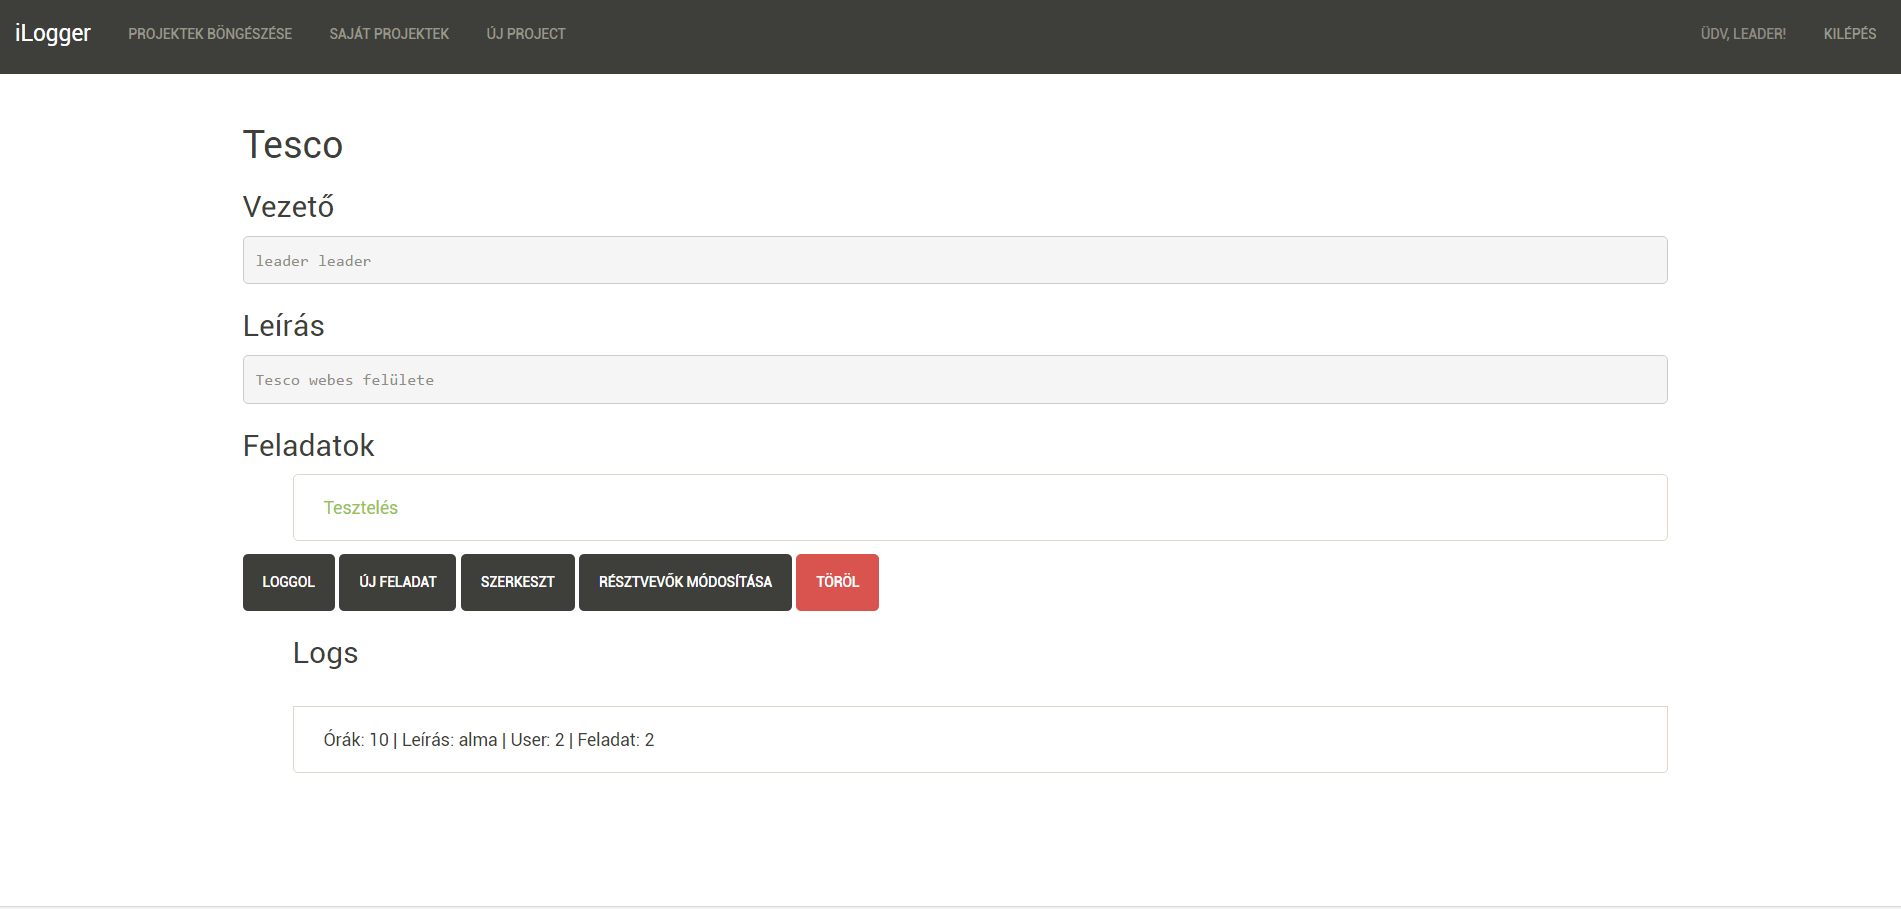 iLogger PROJEKTEK BÖNGÉSZÉSE SAJÁT PROJEKTEK ÚJ PROJECT ÜDV, LEADER! KILÉPÉS
Tesco
Vezető
leader leader
Leírás
Tesco webes felülete
Feladatok
Tesztelés
LOGGOL ÚJ FELADAT SZERKESZT RÉSZTVEVŐK MÓDOSÍTÁSA TÖRÖL
Logs
Órák: 10 | Leírás: alma | User: 2 | Feladat: 2